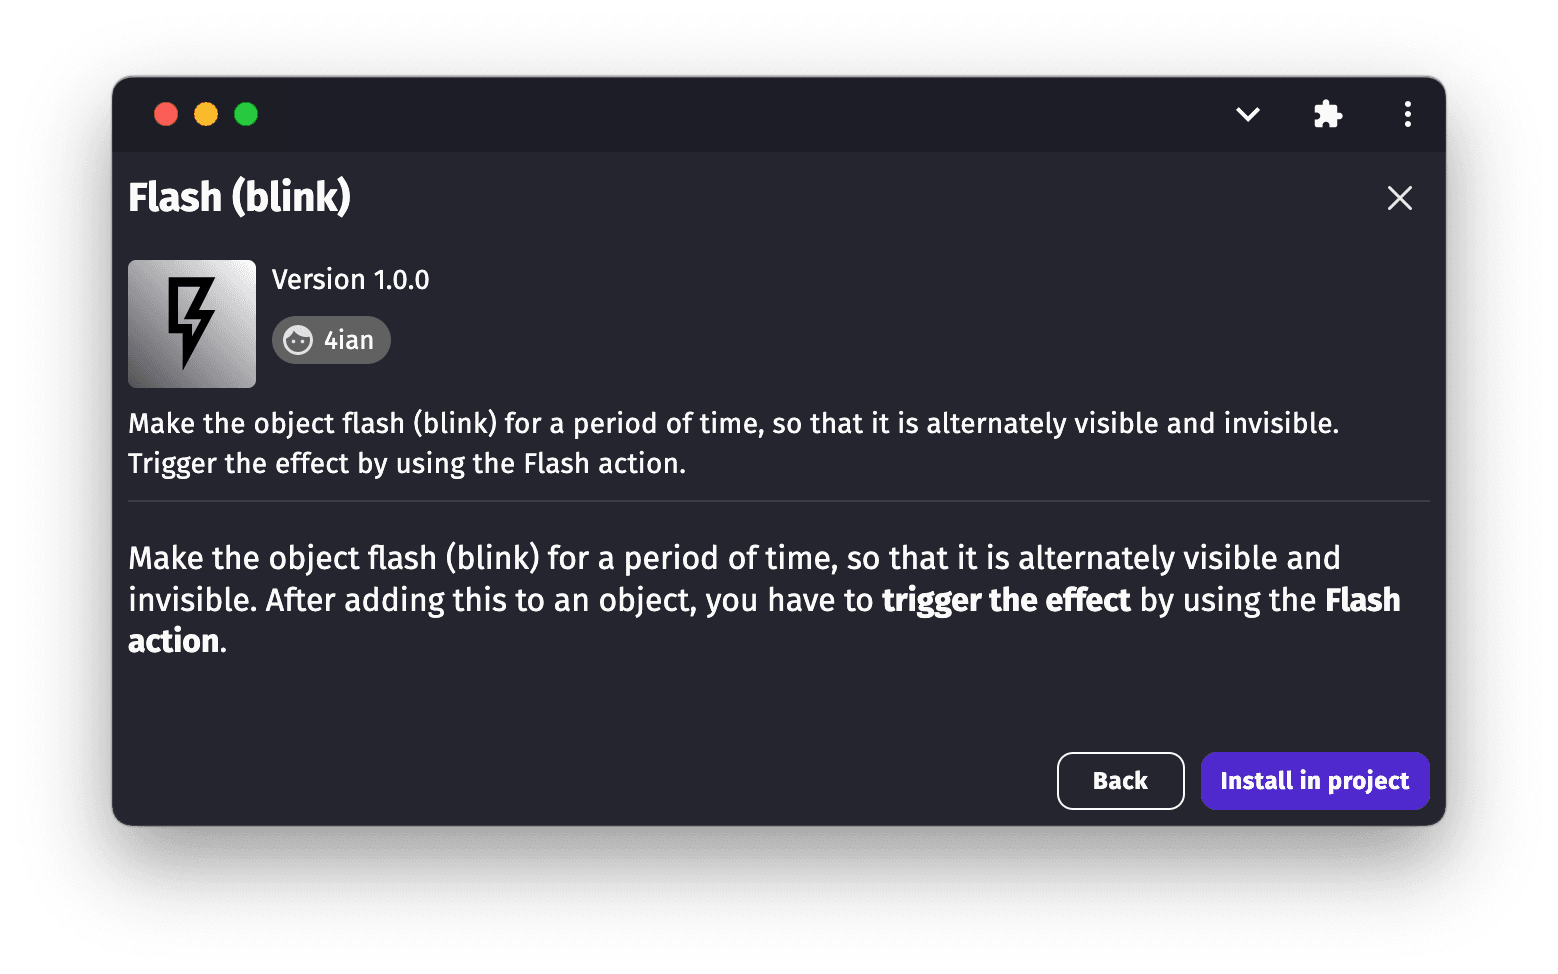 Flash (blink)
Version 1.0.0
4ian
Make the object flash (blink) for a period of time, so that it is alternately visible and invisible.
Trigger the effect by using the Flash action.
Make the object flash (blink) for a period of time, so that it is alternately visible and
invisible. After adding this to an object, you have to trigger the effect by using the Flash
action.
Back
Install in project